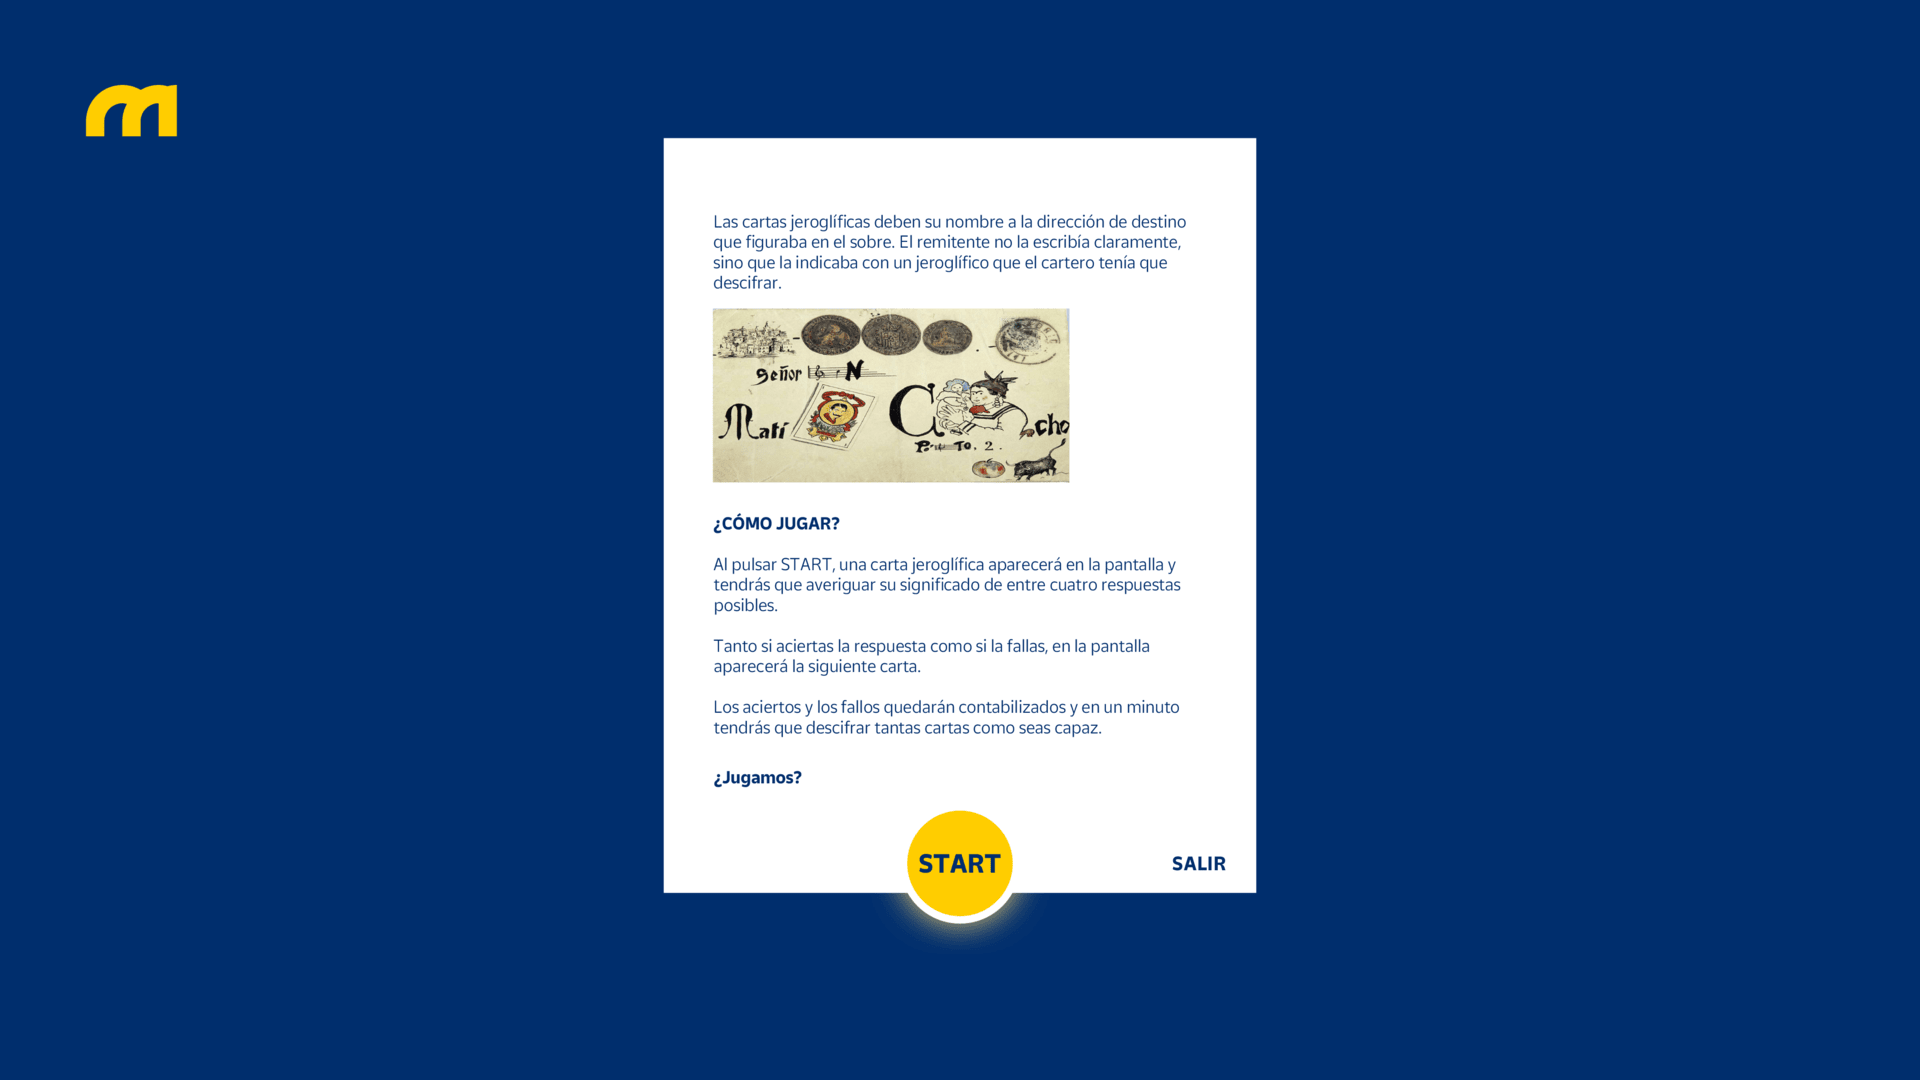 Las cartas jeroglíficas deben su nombre a la dirección de destino
que figuraba en el sobre. El remitente no la escribía claramente,
sino que la indicaba con un jeroglífico que el cartero tenía que
descifrar.
Señor N
Matí
C cho
2.
¿CÓMO JUGAR?
Al pulsar START, una carta jeroglífica aparecerá en la pantalla y
tendrás que averiguar su significado de entre cuatro respuestas
posibles.
Tanto si aciertas la respuesta como si la fallas, en la pantalla
aparecerá la siguiente carta.
Los aciertos y los fallos quedarán contabilizados y en un minuto
tendrás que descifrar tantas cartas como seas capaz.
¿Jugamos?
START
SALIR